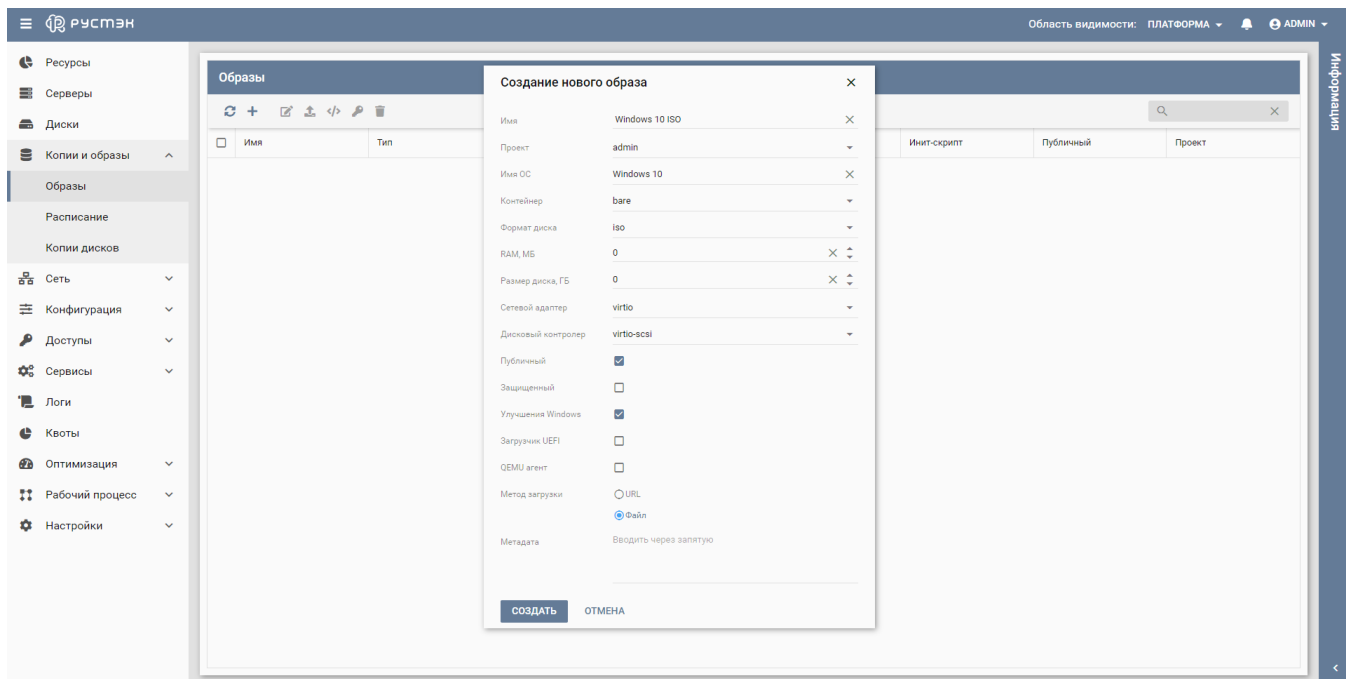 РУСТЭК
Область видимости: ПЛАТФОРМА
ADMIN
Ресурсы
Серверы
Диски
Копии и образы
Образы
Расписание
Копии дисков
Сеть
Конфигурация
Доступы
Сервисы
Логи
Квоты
Оптимизация
Рабочий процесс
Настройки
Образы
Имя
Тип
Инит-скрипт
Публичный
Проект
Создание нового образа
Имя Windows 10 ISO
Проект admin
Имя ОС Windows 10
Контейнер bare
Формат диска iso
RAM, МБ 0
Размер диска, ГБ 0
Сетевой адаптер virtio
Дисковый контролер virtio-scsi
Публичный
Защищенный
Улучшения Windows
Загрузчик UEFI
QEMU агент
Метод загрузки URL
Файл
Метадата Вводить через запятую
СОЗДАТЬ ОТМЕНА
Информация